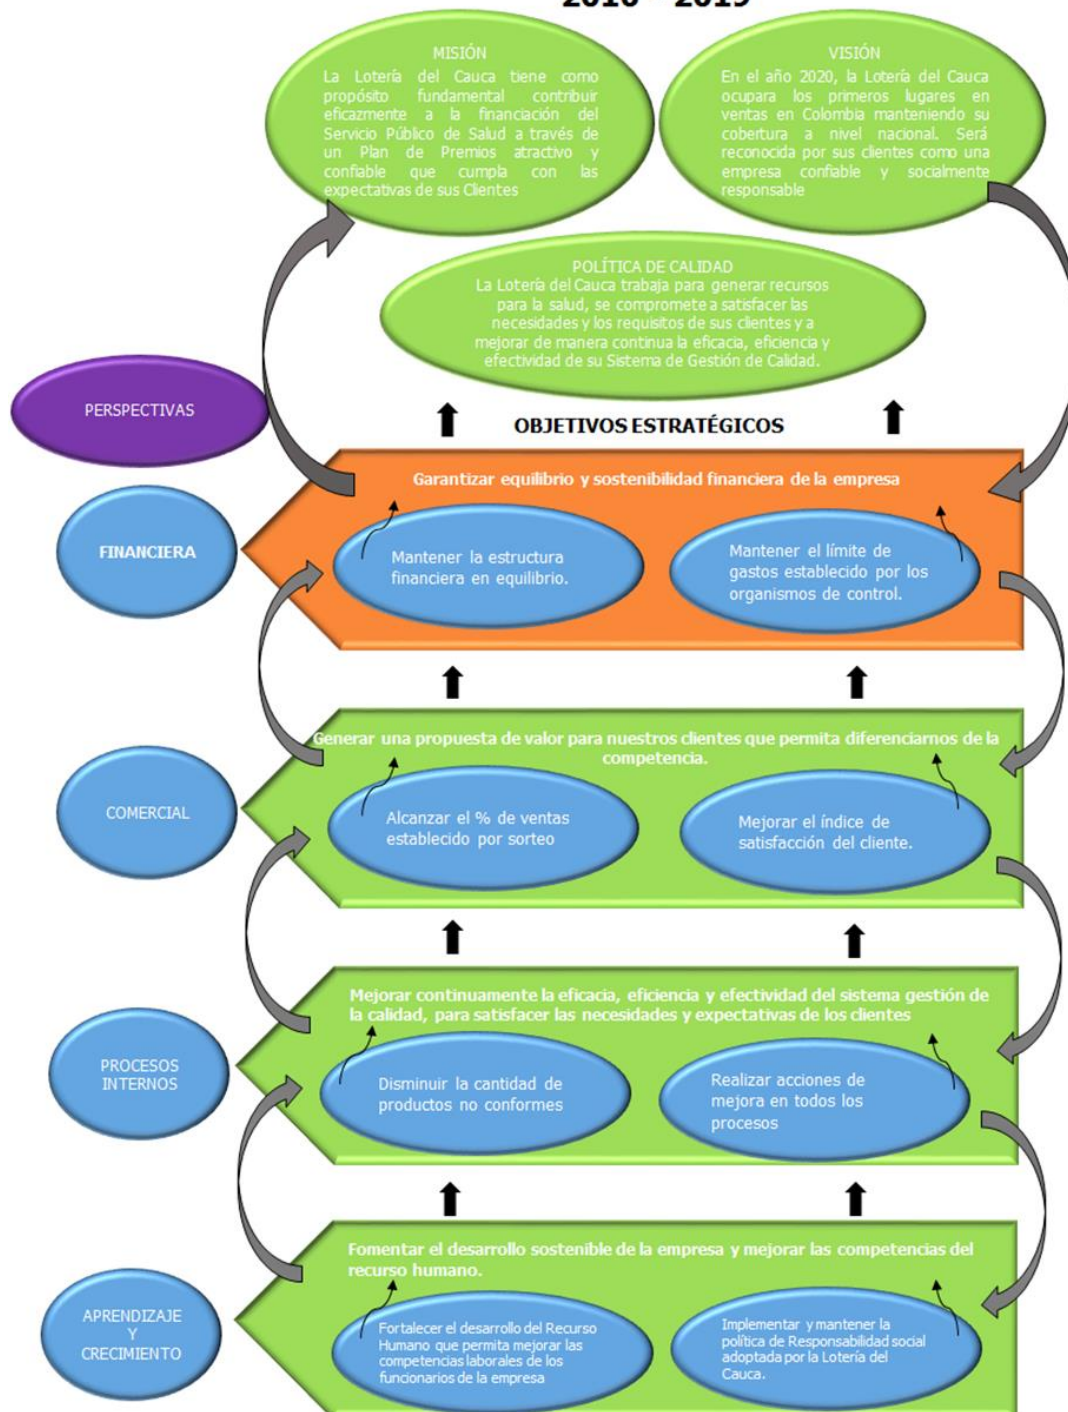 2016 - 2019
MISIÓN
La Lotería del Cauca tiene como
propósito fundamental contribuir
eficazmente a la financiación del
Servicio Público de Salud a través de
un Plan de Premios atractivo y
confiable que cumpla con las
expectativas de sus Clientes
VISIÓN
En el año 2020, la Lotería del Cauca
ocupara los primeros lugares en
ventas en Colombia manteniendo su
cobertura a nivel nacional. Será
reconocida por sus clientes como una
empresa confiable y socialmente
responsable
POLÍTICA DE CALIDAD
La Lotería del Cauca trabaja para generar recursos
para la salud, se compromete a satisfacer las
necesidades y los requisitos de sus clientes y a
mejorar de manera continua la eficacia, eficiencia y
efectividad de su Sistema de Gestión de Calidad.
PERSPECTIVAS
OBJETIVOS ESTRATÉGICOS
Garantizar equilibrio y sostenibilidad financiera de la empresa
FINANCIERA
Mantener la estructura
financiera en equilibrio.
Mantener el límite de
gastos establecido por los
organismos de control.
Generar una propuesta de valor para nuestros clientes que permita diferenciarnos de la
competencia.
COMERCIAL
Alcanzar el % de ventas
establecido por sorteo
Mejorar el índice de
satisfacción del cliente.
Mejorar continuamente la eficacia, eficiencia y efectividad del sistema gestión de
la calidad, para satisfacer las necesidades y expectativas de los clientes
PROCESOS
INTERNOS
Disminuir la cantidad de
productos no conformes
Realizar acciones de
mejora en todos los
procesos
Fomentar el desarrollo sostenible de la empresa y mejorar las competencias del
recurso humano.
APRENDIZAJE
Y
CRECIMIENTO
Fortalecer el desarrollo del Recurso
Humano que permita mejorar las
competencias laborales de los
funcionarios de la empresa
Implementar y mantener la
política de Responsabilidad social
adoptada por la Lotería del
Cauca.